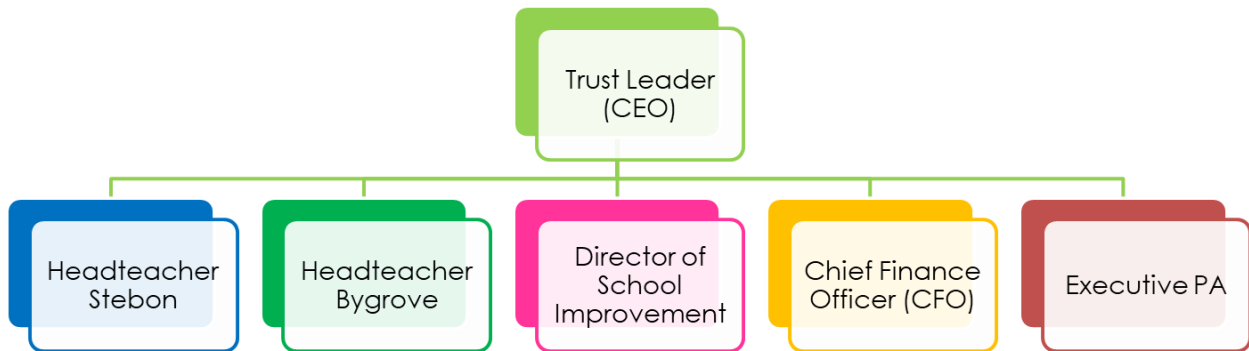 Trust Leader
(CEO)
Headteacher
Stebon
Headteacher
Bygrove
Director of
School
Improvement
Chief Finance
Officer (CFO)
Executive PA